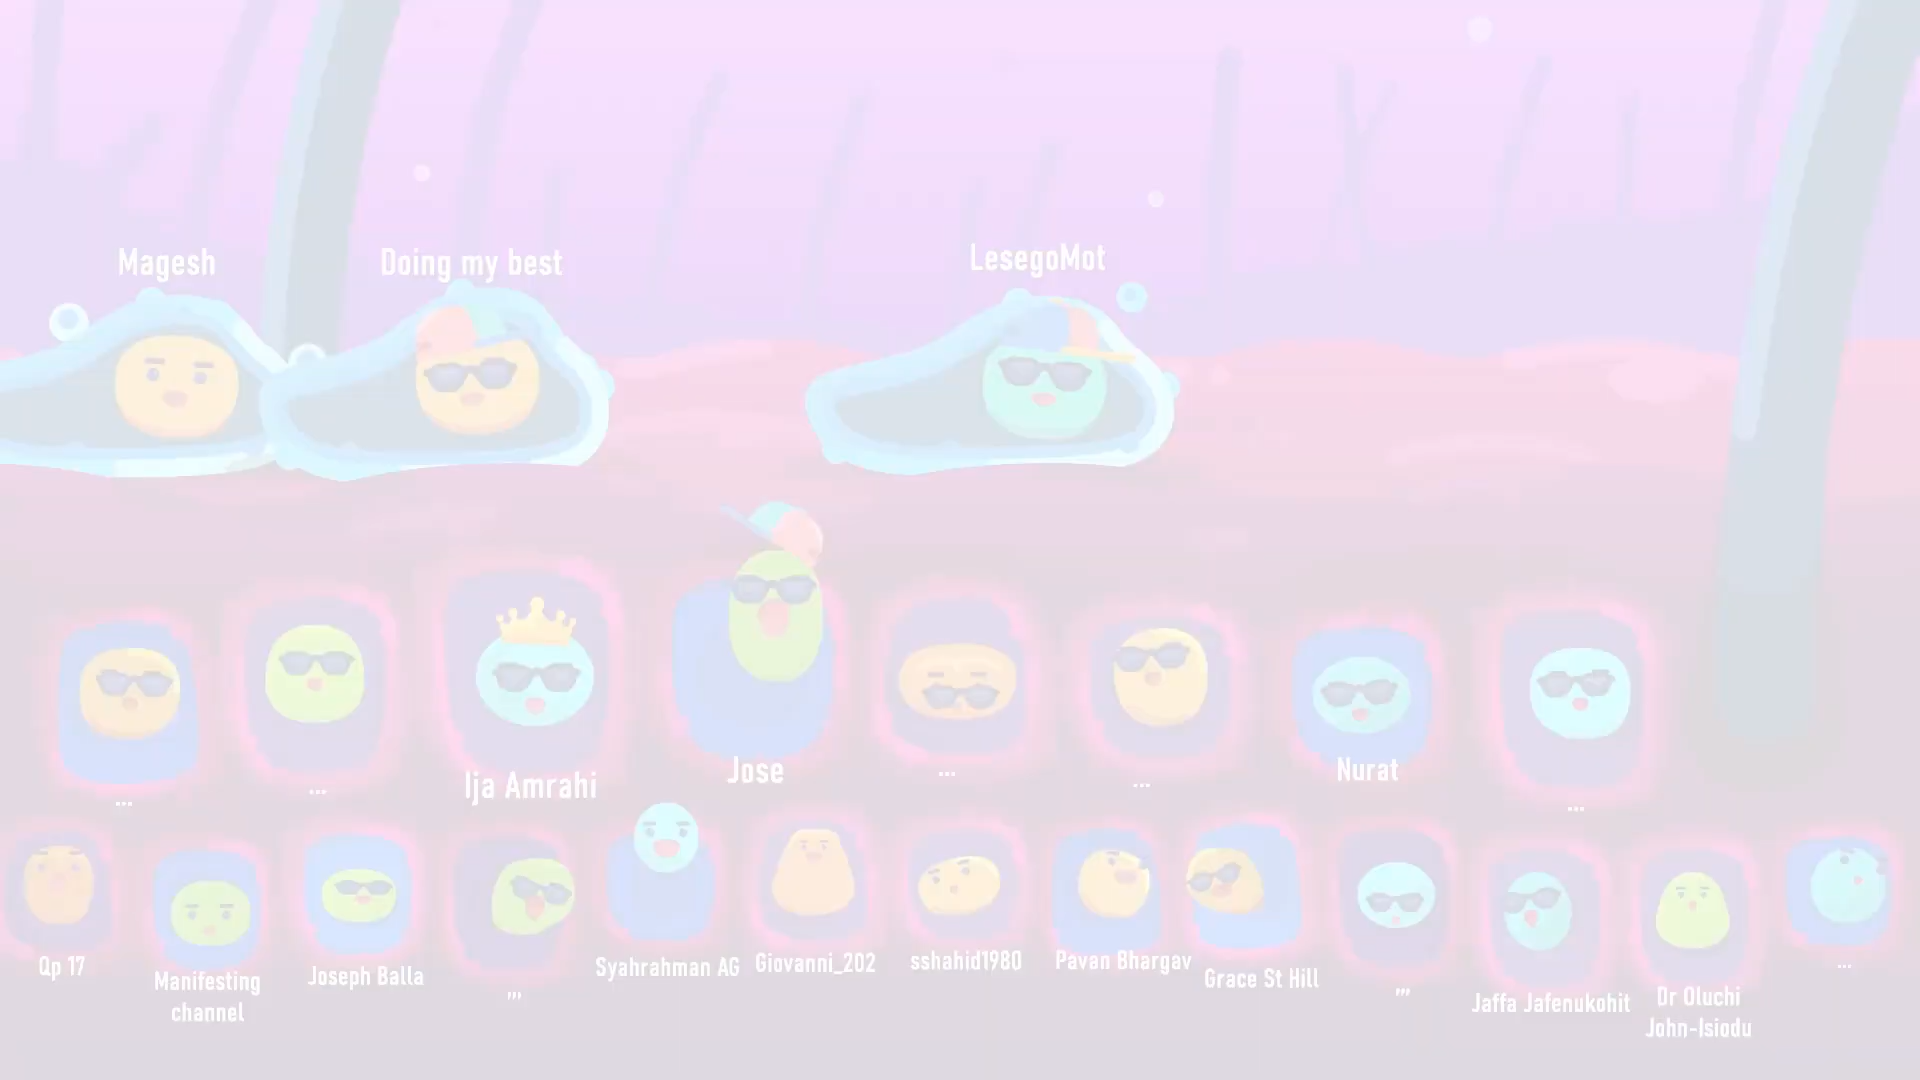 Magesh
Doing my best
LesegoMot
...
...
Ija Amrahi
Jose
...
...
Nurat
...
Qp 17
Manifesting
channel
Joseph Balla
,,,
Syahrahman AG
Giovanni_202
sshahid1980
Pavan Bhargav
Grace St Hill
,,,
Jaffa Jafenukohit
Dr Oluchi
John-Isiodu
...